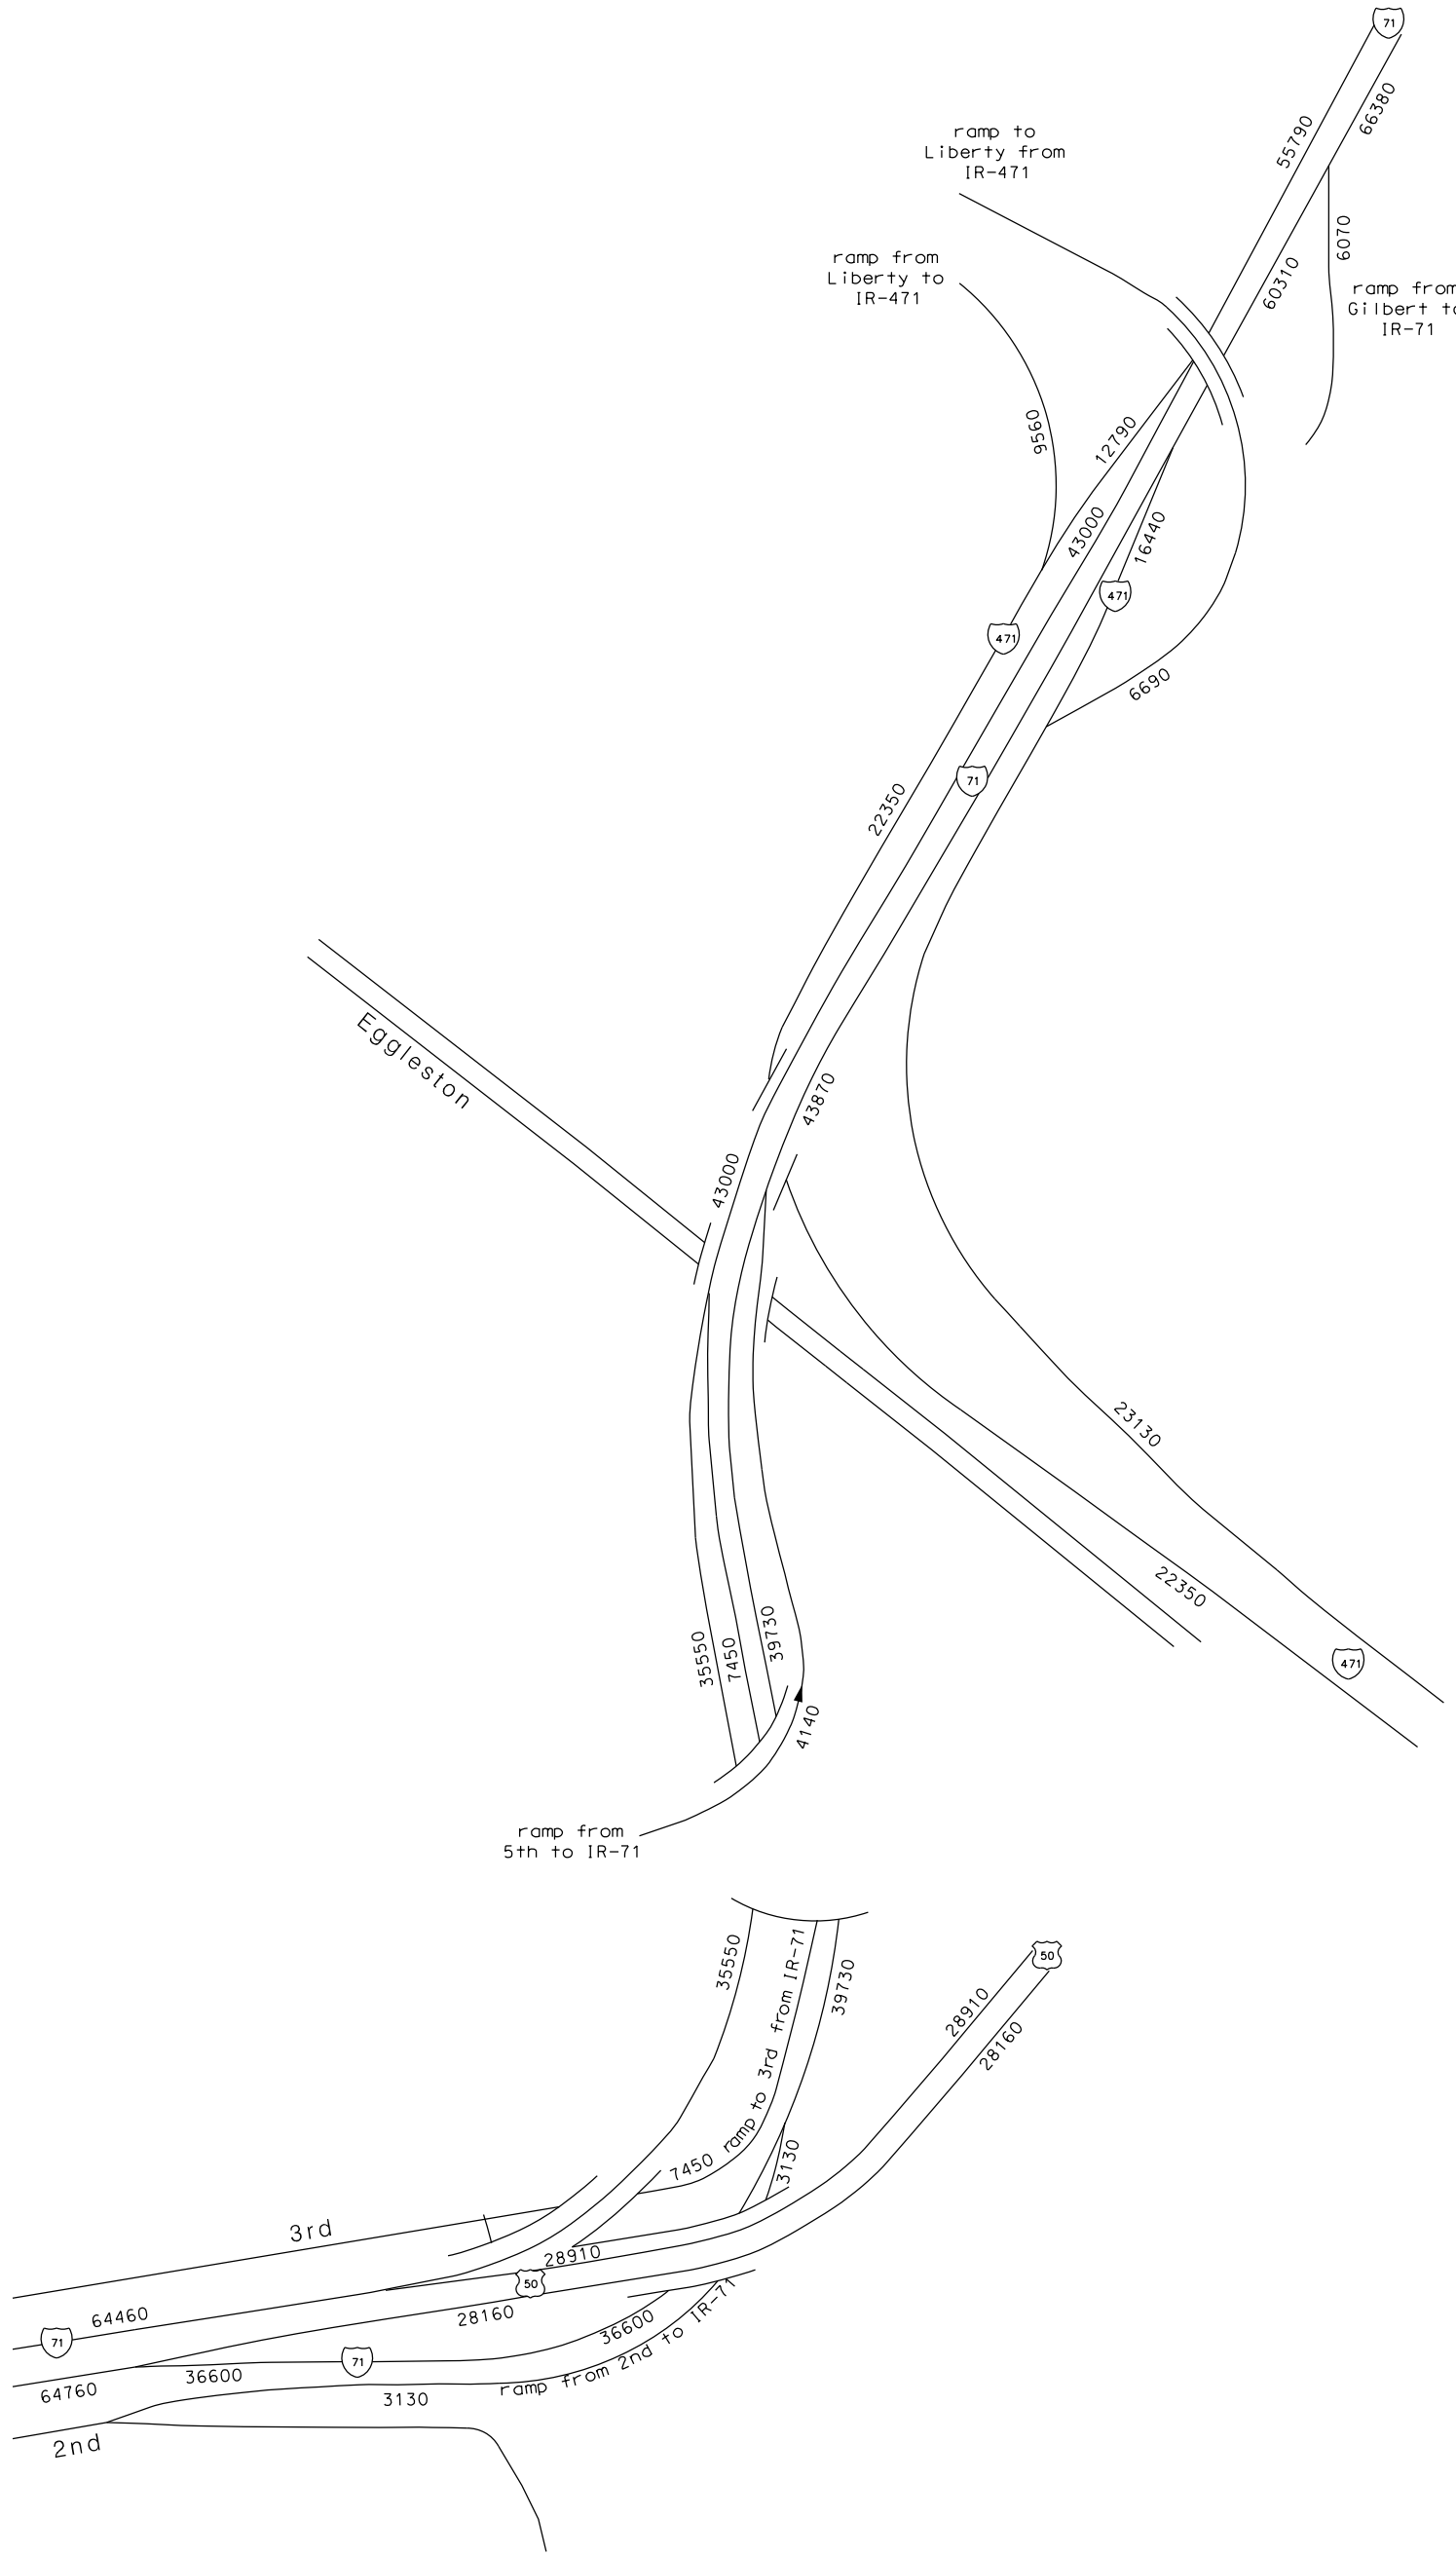 71
66380
55790
ramp to
Liberty from
IR-471
6070
ramp from
Liberty to
IR-471
60310
ramp from
Gilbert to
IR-71
9560
12790
43000
16440
471
471
6690
71
22350
Eggleston
43870
43000
23130
22350
39730
35550
7450
471
4140
ramp from
5th to IR-71
35550
ramp to 3rd from IR-71
39730
50
28910
28160
7450
3130
3rd
28910
50
64460
28160
71
36600
71
36600
ramp from 2nd to IR-71
64760
3130
2nd